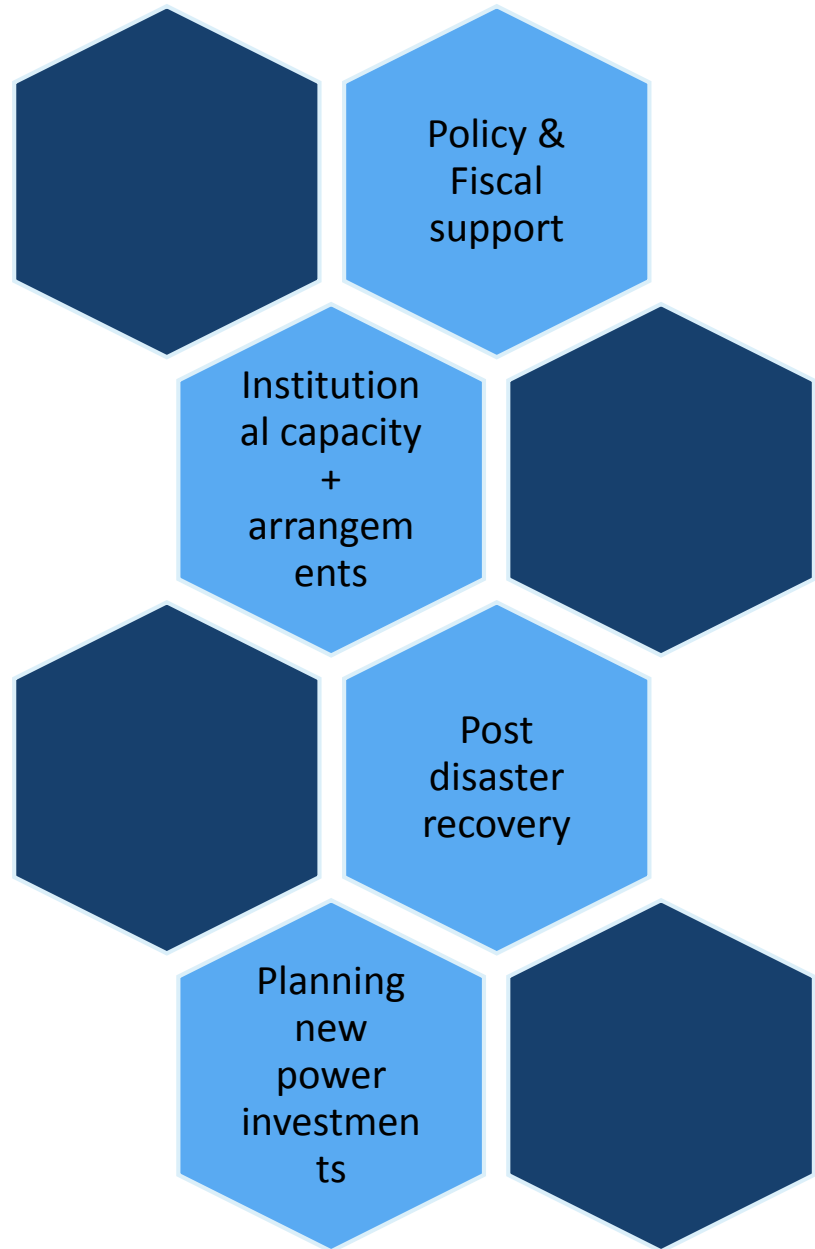 Policy &
Fiscal
support
Institution
al capacity
+
arrangem
ents
Post
disaster
recovery
Planning
new
power
investmen
ts